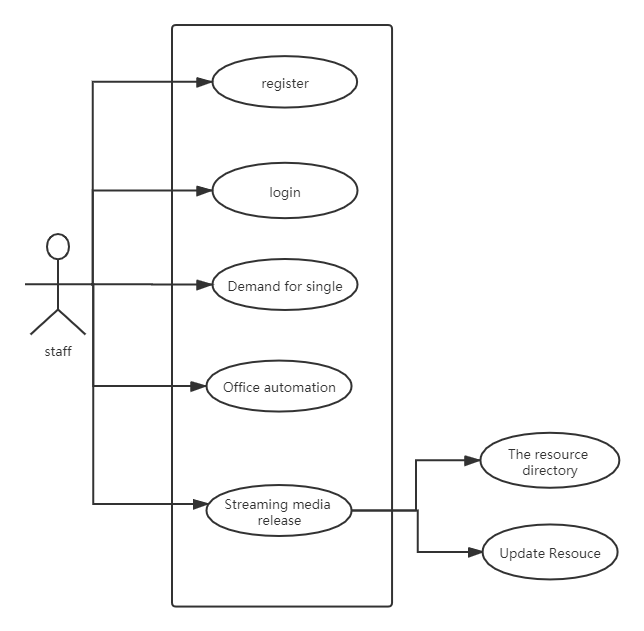 register
login
Demand for single
staff
Office automation
The resource
directory
Streaming media
release
Update Resouce